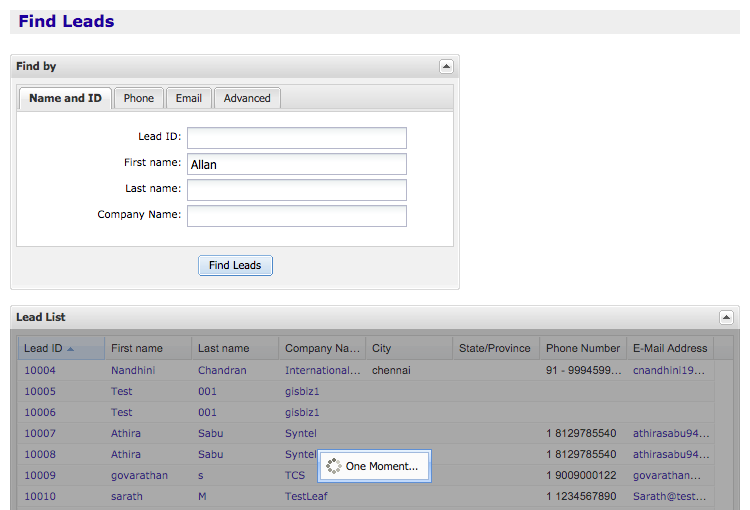 Find Leads
Find by
Name and ID Phone Email Advanced
Lead ID:
First name: Allan
Last name:
Company Name:
Find Leads
Lead List
Lead ID First name Last name Company Na... City State/Province Phone Number E-Mail Address
10004 Nandhini Chandran International... chennai 91 - 9994599... cnandhini19...
10005 Test 001 gisbiz1
10006 Test 001 gisbiz1
10007 Athira Sabu Syntel 1 8129785540 athirasabu94...
10008 Athira Sabu Syntel 1 8129785540 athirasabu94...
One Moment...
10009 govarathan s TCS 1 9009000122 govarathan...
10010 sarath M TestLeaf 1 1234567890 Sarath@test...